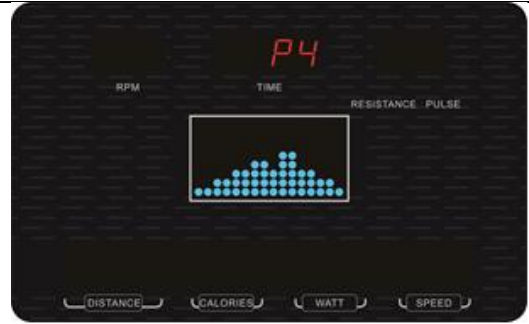 P4
RPM TIME
RESISTANCE PULSE
DISTANCE CALORIES WATT SPEED